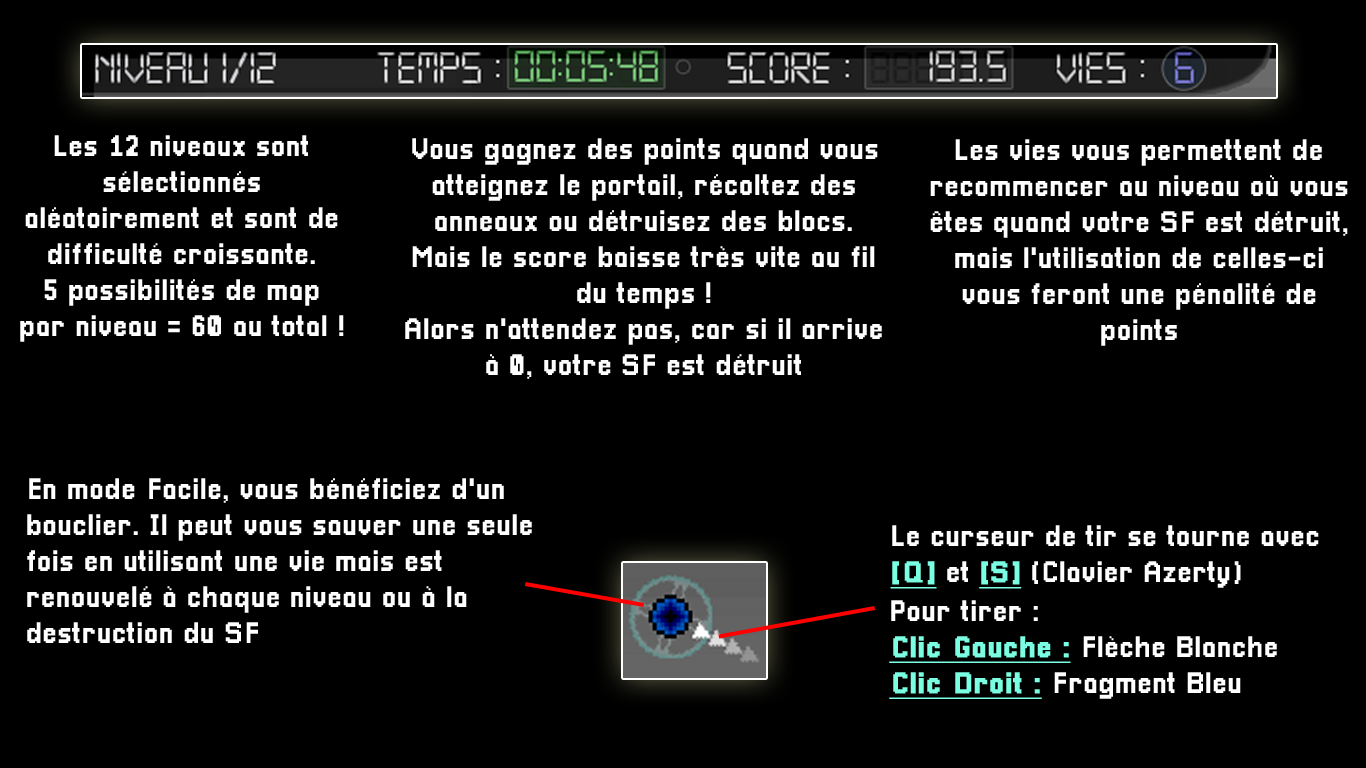 NIVEAU 1/12 TEMPS : 00:05:48 SCORE : 193.5 VIES : 6
Les 12 niveaux sont
sélectionnés
aléatoirement et sont de
difficulté croissante.
5 possibilités de map
par niveau = 60 au total !
Vous gagnez des points quand vous
atteignez le portail, récoltez des
anneaux ou détruisez des blocs.
Mais le score baisse très vite au fil
du temps !
Alors n'attendez pas, car si il arrive
à 0, votre SF est détruit
Les vies vous permettent de
recommencer au niveau où vous
êtes quand votre SF est détruit,
mais l'utilisation de celles-ci
vous feront une pénalité de
points
En mode Facile, vous bénéficiez d'un
bouclier. Il peut vous sauver une seule
fois en utilisant une vie mais est
renouvelé à chaque niveau ou à la
destruction du SF
Le curseur de tir se tourne avec
[Q] et [S] (Clavier Azerty)
Pour tirer :
Clic Gauche : Flèche Blanche
Clic Droit : Fragment Bleu